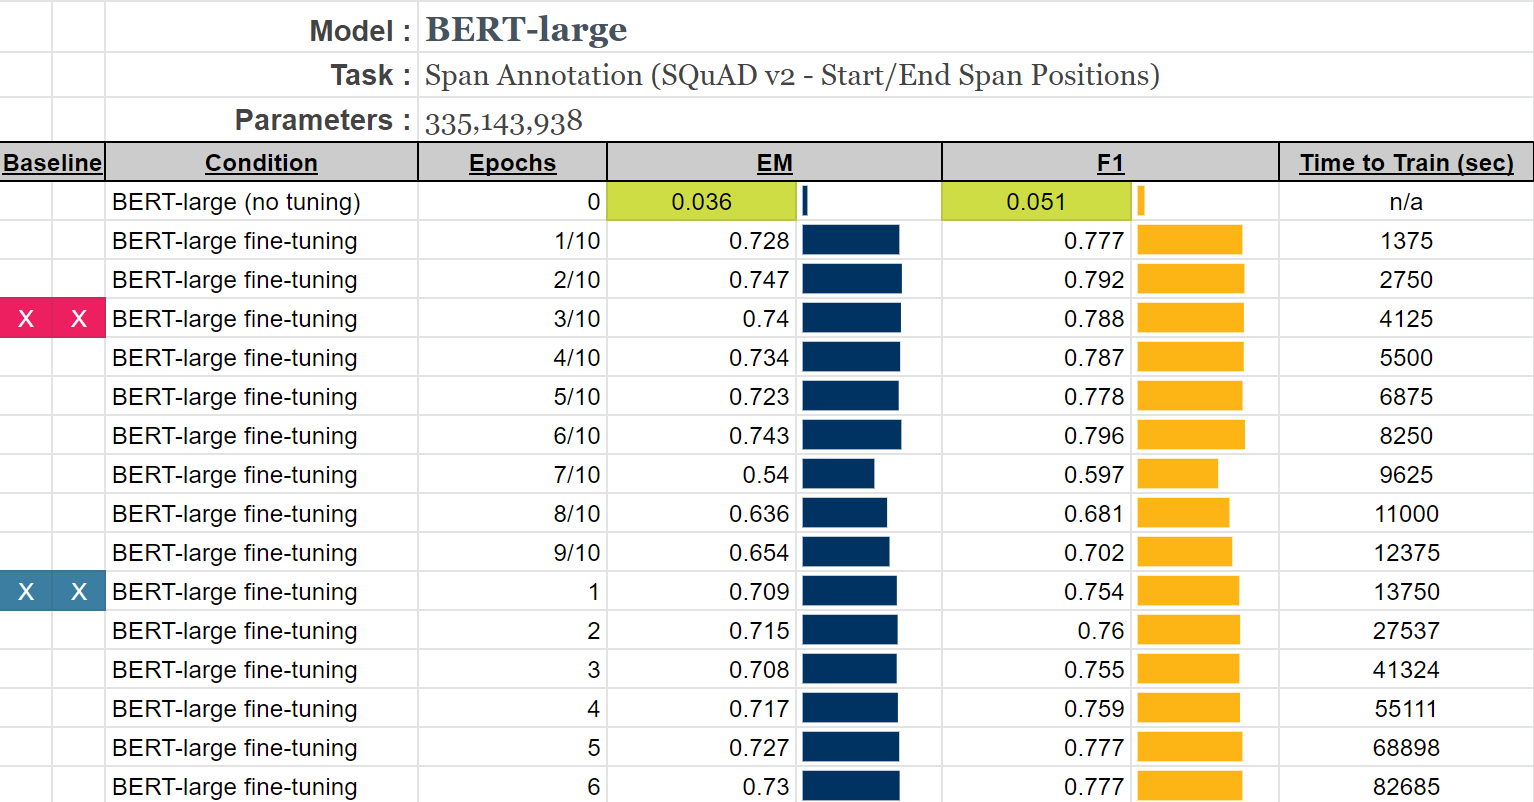 Model : BERT-large
Task : Span Annotation (SQuAD v2 - Start/End Span Positions)
Parameters : 335,143,938
Baseline Condition Epochs EM F1 Time to Train (sec)
BERT-large (no tuning) 0 0.036 0.051 n/a
BERT-large fine-tuning 1/10 0.728 0.777 1375
BERT-large fine-tuning 2/10 0.747 0.792 2750
X X BERT-large fine-tuning 3/10 0.74 0.788 4125
BERT-large fine-tuning 4/10 0.734 0.787 5500
BERT-large fine-tuning 5/10 0.723 0.778 6875
BERT-large fine-tuning 6/10 0.743 0.796 8250
BERT-large fine-tuning 7/10 0.54 0.597 9625
BERT-large fine-tuning 8/10 0.636 0.681 11000
BERT-large fine-tuning 9/10 0.654 0.702 12375
X X BERT-large fine-tuning 1 0.709 0.754 13750
BERT-large fine-tuning 2 0.715 0.76 27537
BERT-large fine-tuning 3 0.708 0.755 41324
BERT-large fine-tuning 4 0.717 0.759 55111
BERT-large fine-tuning 5 0.727 0.777 68898
BERT-large fine-tuning 6 0.73 0.777 82685